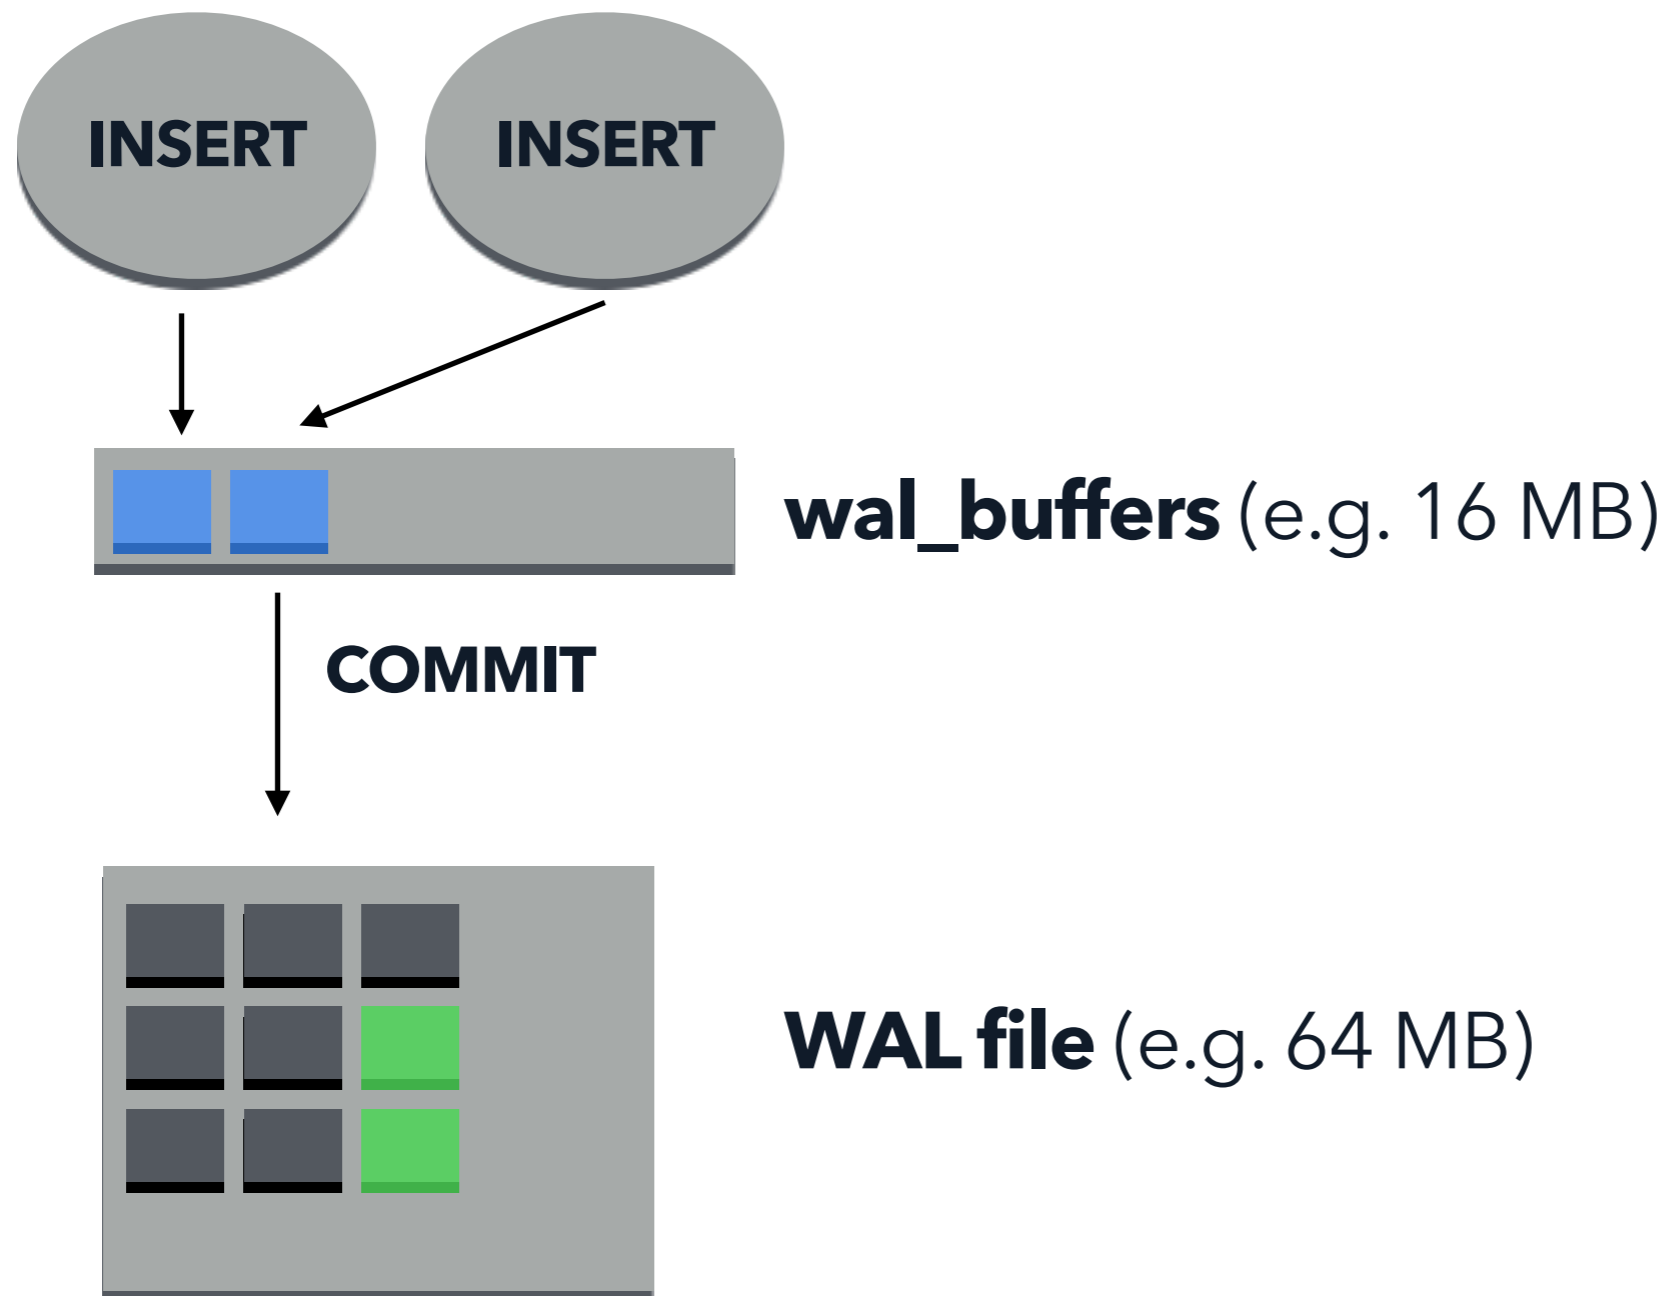 INSERT INSERT
wal_buffers (e.g. 16 MB)
COMMIT
WAL file (e.g. 64 MB)